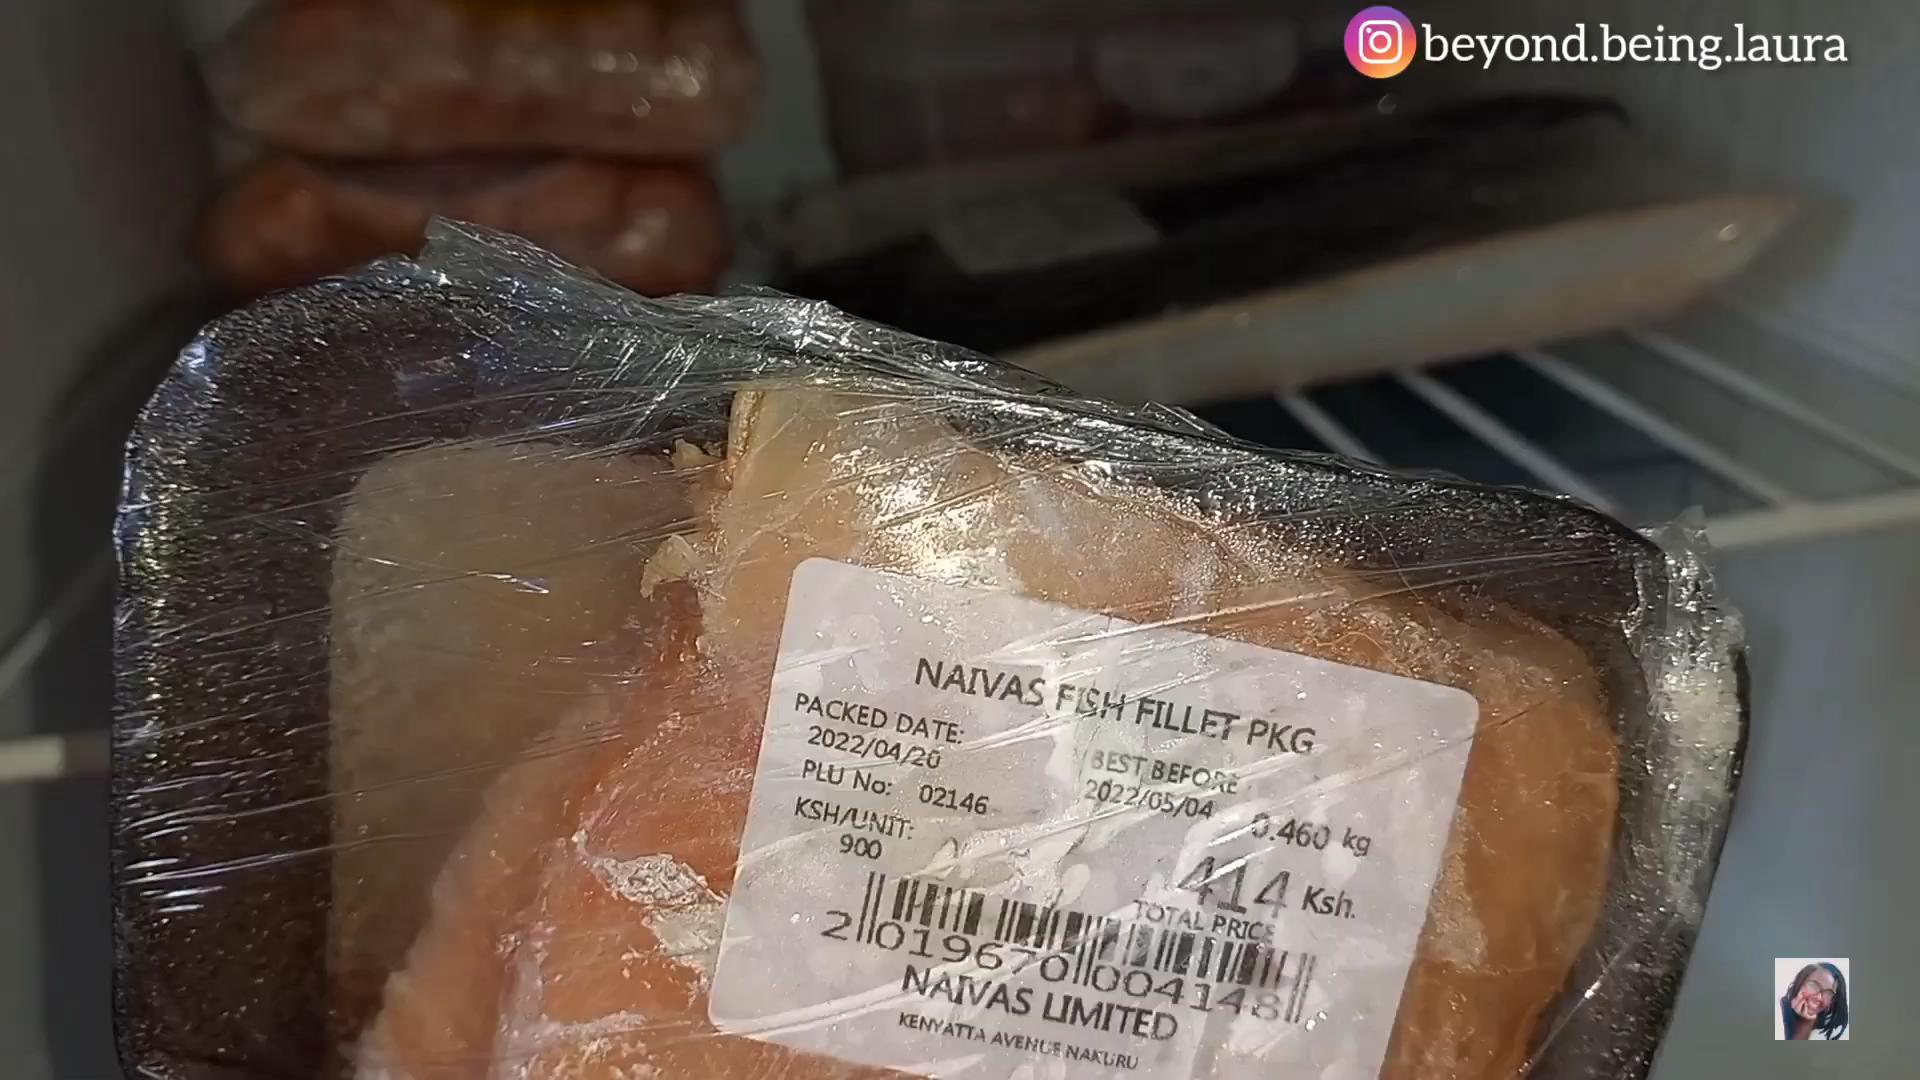 beyond.being.laura
NAIVAS FISH FILLET PKG
PACKED DATE:
2022/04/20
BEST BEFORE
2022/05/04
PLU No: 02146
0.460 kg
KSH/UNIT:
900
414 Ksh.
TOTAL PRICE
2019670004148
NAIVAS LIMITED
KENYATTA AVENUE NAKURU